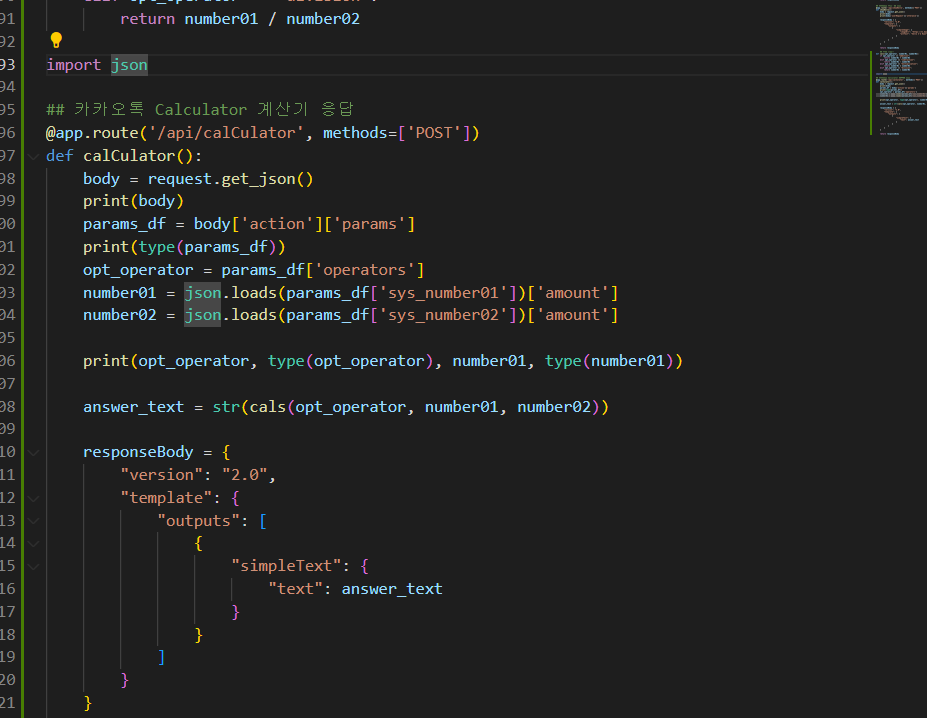 91 return number01 / number02
92
93 import json
94
95 ## 카카오톡 Calculator 계산기 응답
96 @app.route('/api/calCulator', methods=['POST'])
97 def calCulator():
98 body = request.get_json()
99 print(body)
00 params_df = body['action']['params']
01 print(type(params_df))
02 opt_operator = params_df['operators']
03 number01 = json.loads(params_df['sys_number01'])['amount']
04 number02 = json.loads(params_df['sys_number02'])['amount']
05
06 print(opt_operator, type(opt_operator), number01, type(number01))
07
08 answer_text = str(cals(opt_operator, number01, number02))
09
10 responseBody = {
11 "version": "2.0",
12 "template": {
13 "outputs": [
14 {
15 "simpleText": {
16 "text": answer_text
17 }
18 }
19 ]
20 }
21 }